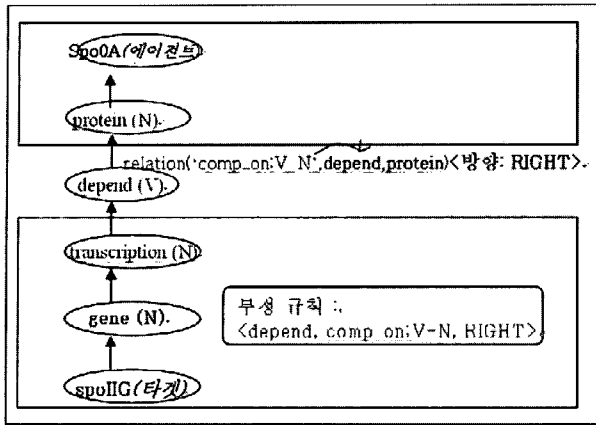 Spo0A(에이전트)
protein (N).
relation('comp_on:V_N',depend,protein)<방향: RIGHT>.
depend (V).
transcription (N)
gene (N).
부성 규칙 :.
<depend, comp_on:V-N, RIGHT>.
spoIIG(타겟)